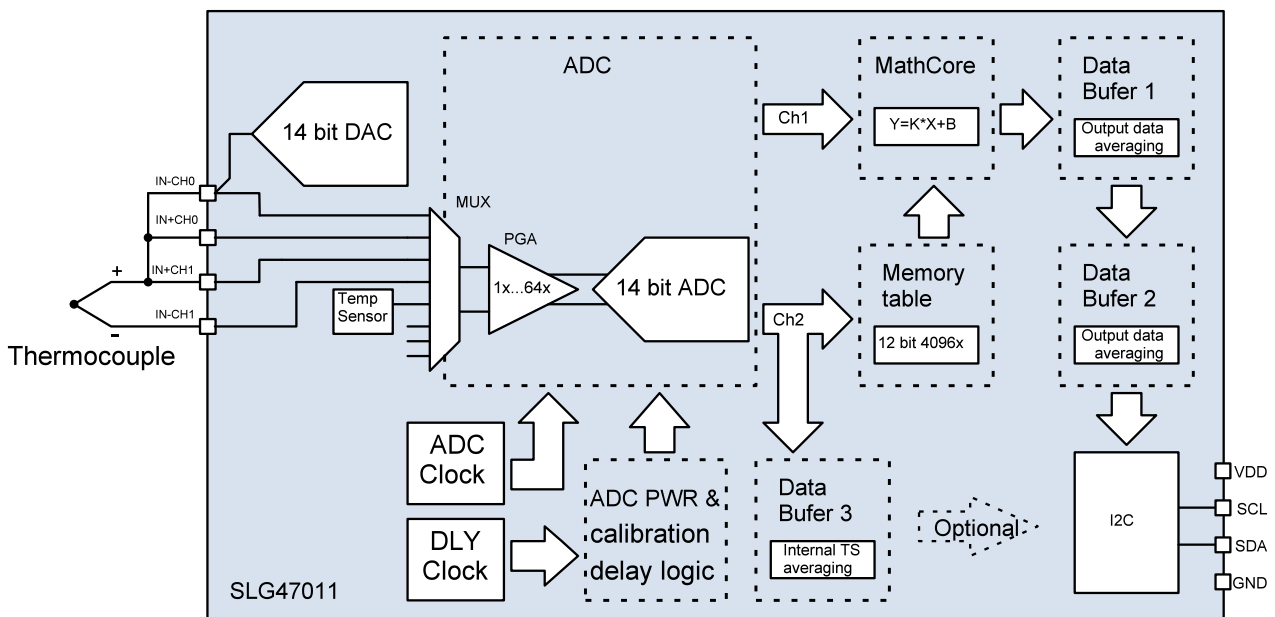 ADC
MathCore
Y=K*X+B
Data
Bufer 1
Output data
averaging
14 bit DAC
Ch1
IN-CH0
IN+CH0
IN+CH1
IN-CH1
+
-
Thermocouple
MUX
PGA
1x...64x
14 bit ADC
Temp
Sensor
Ch2
Memory
table
12 bit 4096x
Data
Bufer 2
Output data
averaging
ADC
Clock
DLY
Clock
ADC PWR &
calibration
delay logic
Data
Bufer 3
Internal TS
averaging
Optional
I2C
VDD
SCL
SDA
GND
SLG47011